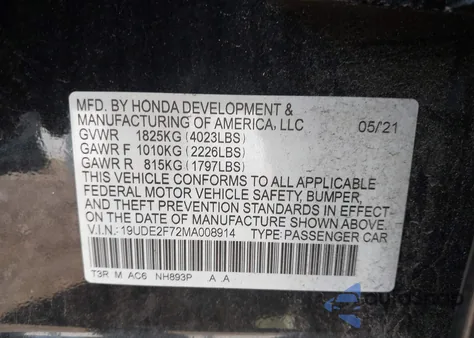 MFD. BY HONDA DEVELOPMENT & 
MANUFACTURING OF AMERICA, LLC 05/21
GVWR 1825KG (4023LBS)
GAWR F 1010KG (2226LBS)
GAWR R 815KG (1797LBS)
THIS VEHICLE CONFORMS TO ALL APPLICABLE
FEDERAL MOTOR VEHICLE SAFETY, BUMPER,
AND THEFT PREVENTION STANDARDS IN EFFECT
ON THE DATE OF MANUFACTURE SHOWN ABOVE.
V.I.N.: 19UDE2F72MA008914 TYPE: PASSENGER CAR
T3R M AC6 NH893P A A